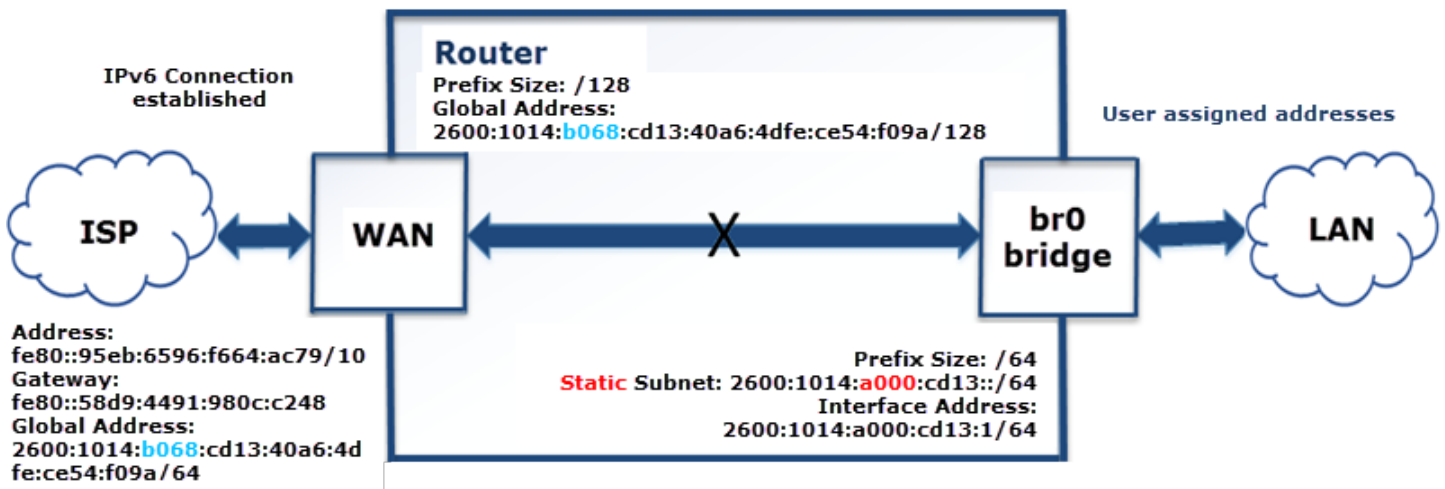 Router
Prefix Size: /128
Global Address:
2600:1014:b068:cd13:40a6:4dfe:ce54:f09a/128
IPv6 Connection
established
User assigned addresses
ISP
WAN
X
br0
bridge
LAN
Address:
fe80::95eb:6596:f664:ac79/10
Gateway:
fe80::58d9:4491:980c:c248
Global Address:
2600:1014:b068:cd13:40a6:4d
fe:ce54:f09a/64
Prefix Size: /64
Static Subnet: 2600:1014:a000:cd13::/64
Interface Address:
2600:1014:a000:cd13:1/64